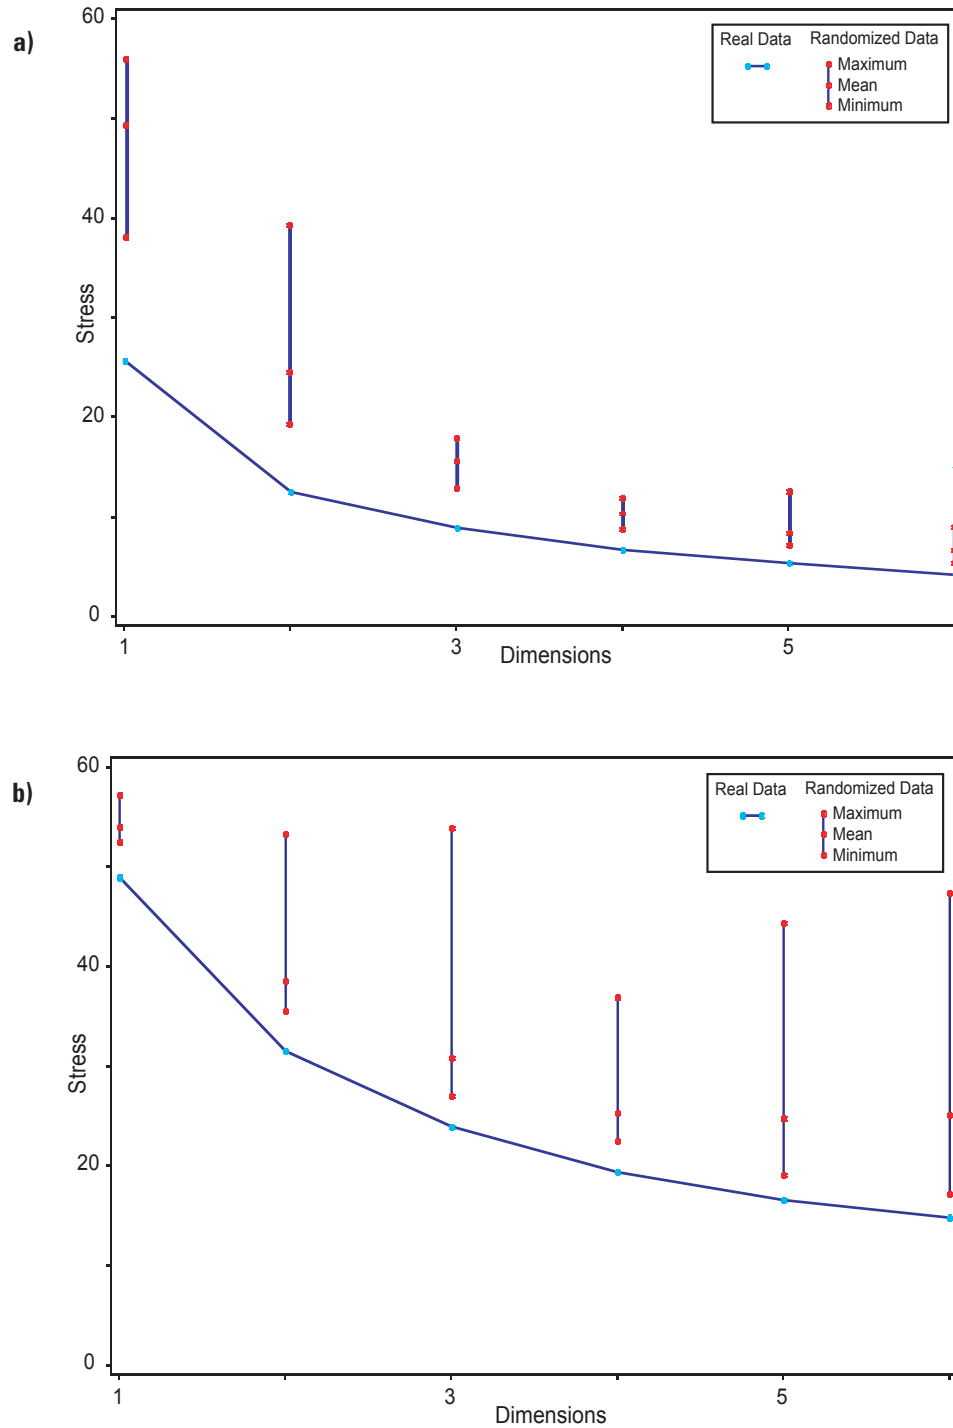 a)
60
40
20
0
Stress
1
3
5
Dimensions
Real Data
Randomized Data
Maximum
Mean
Minimum
b)
60
40
20
0
Stress
1
3
5
Dimensions
Real Data
Randomized Data
Maximum
Mean
Minimum